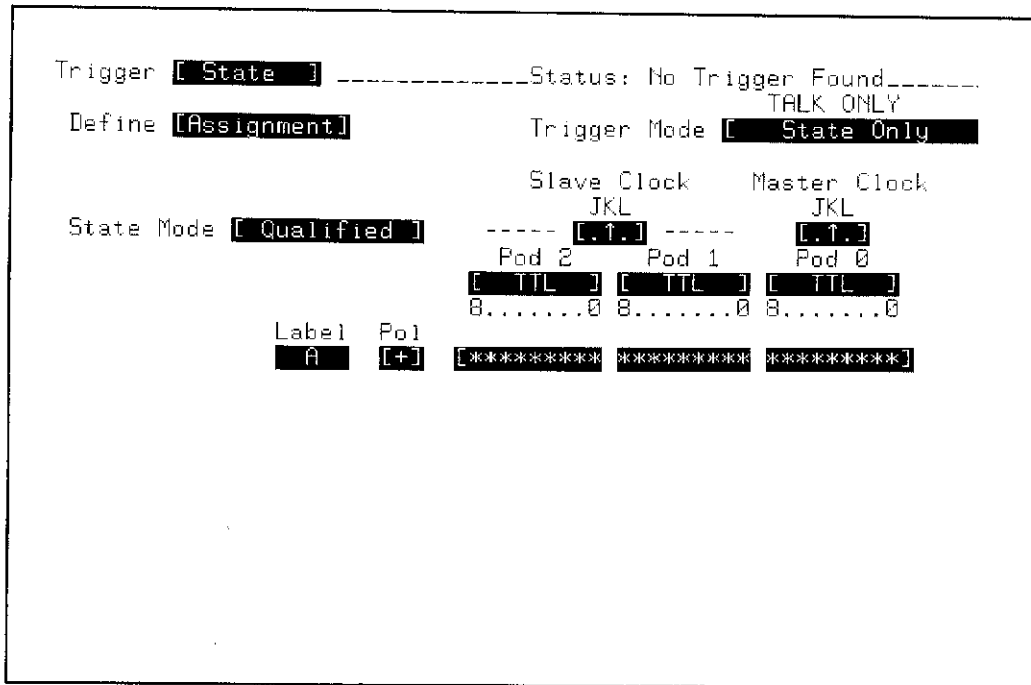 Trigger [ State ] _____________Status: No Trigger Found______
TALK ONLY
Define [Assignment] Trigger Mode [ State Only
Slave Clock Master Clock
JKL JKL
State Mode [ Qualified ] ----- [.↑.] ----- [.↑.]
Pod 2 Pod 1 Pod 0
[ TTL ] [ TTL ] [ TTL ]
8.......0 8.......0 8.......0
Label Pol
A [+] [********* ********* *********]